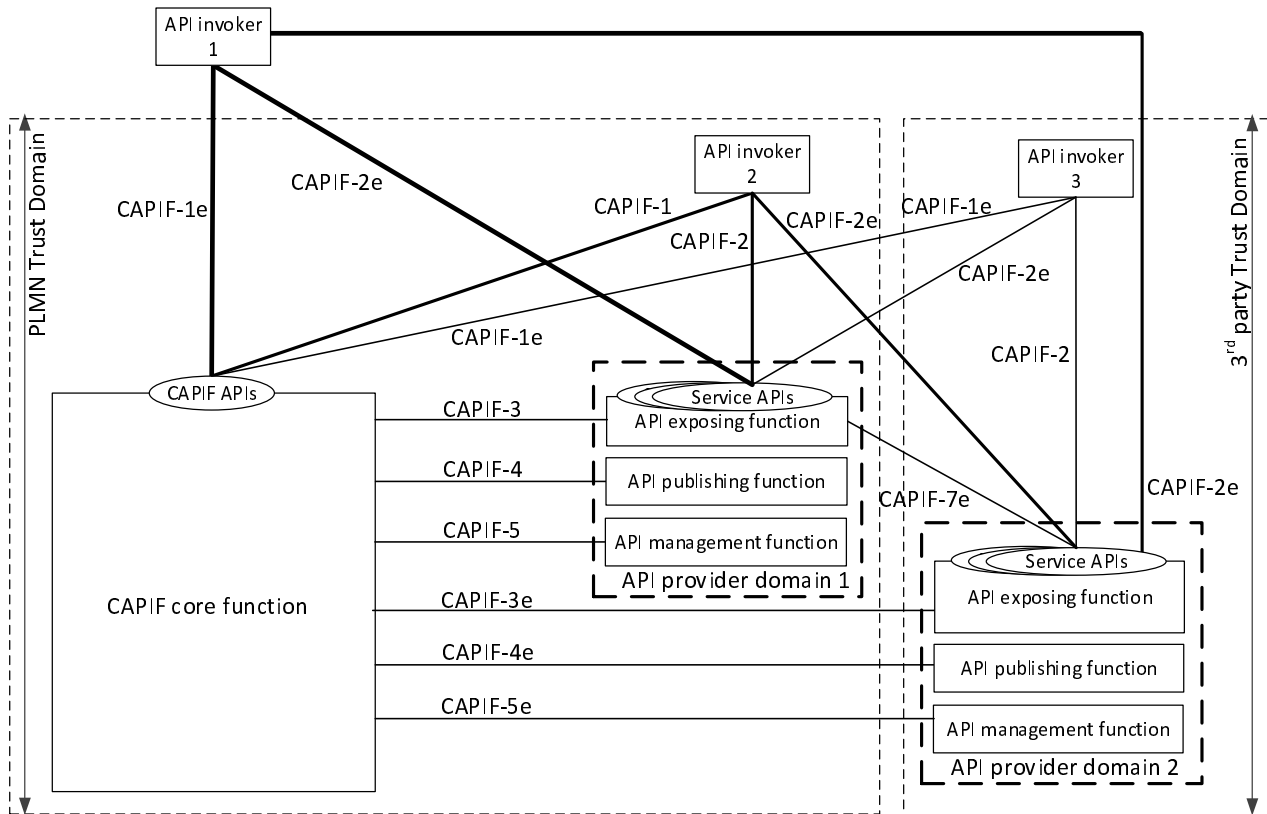 API invoker
1
PLMN Trust Domain
3rd party Trust Domain
API invoker
2
API invoker
3
CAPIF-1e
CAPIF-2e
CAPIF-1
CAPIF-2
CAPIF-2e
CAPIF-1e
CAPIF-2e
CAPIF-1e
CAPIF-2
CAPIF APIs
Service APIs
CAPIF-3
API exposing function
CAPIF-4
API publishing function
CAPIF-7e
CAPIF-2e
CAPIF-5
API management function
API provider domain 1
Service APIs
CAPIF core function
CAPIF-3e
API exposing function
CAPIF-4e
API publishing function
CAPIF-5e
API management function
API provider domain 2